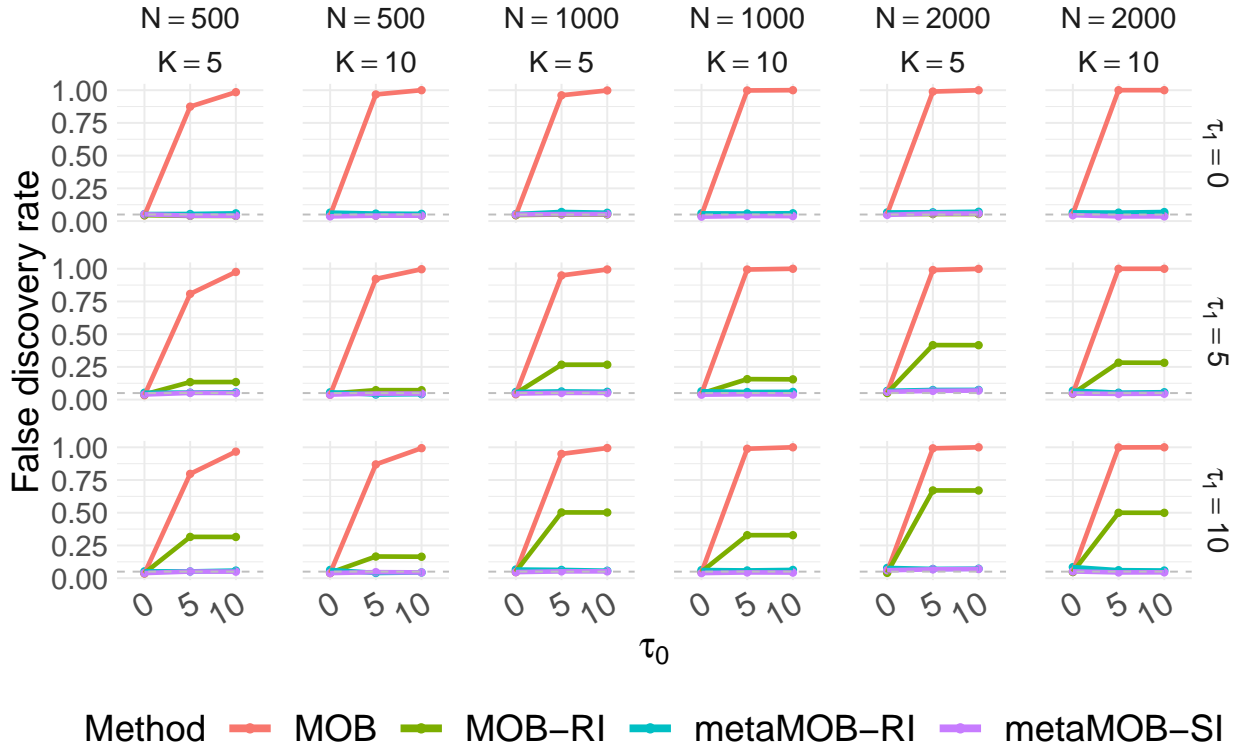 N = 500 N = 500 N = 1000 N = 1000 N = 2000 N = 2000
K = 5 K = 10 K = 5 K = 10 K = 5 K = 10
False discovery rate
1.00
0.75
0.50
0.25
0.00
τ₁ = 0
1.00
0.75
0.50
0.25
0.00
τ₁ = 5
1.00
0.75
0.50
0.25
0.00
τ₁ = 10
0 5 10 0 5 10 0 5 10 0 5 10 0 5 10 0 5 10
τ₀
Method MOB MOB−RI metaMOB−RI metaMOB−SI